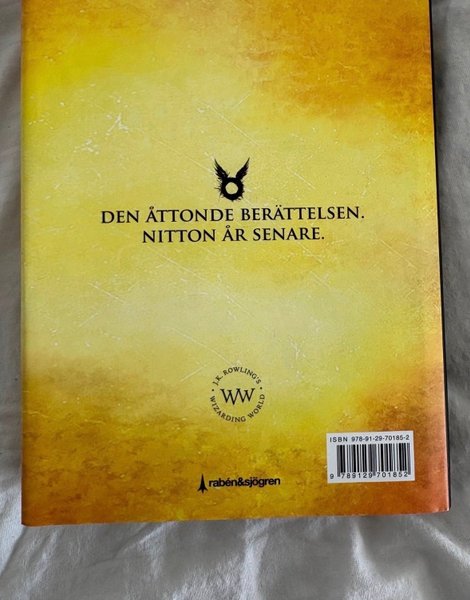 DEN ÅTTONDE BERÄTTELSEN.
NITTON ÅR SENARE.
J.K. ROWLING'S
WW
WIZARDING WORLD
ISBN 978-91-29-70185-2
9 789129 701852
rabén&sjögren